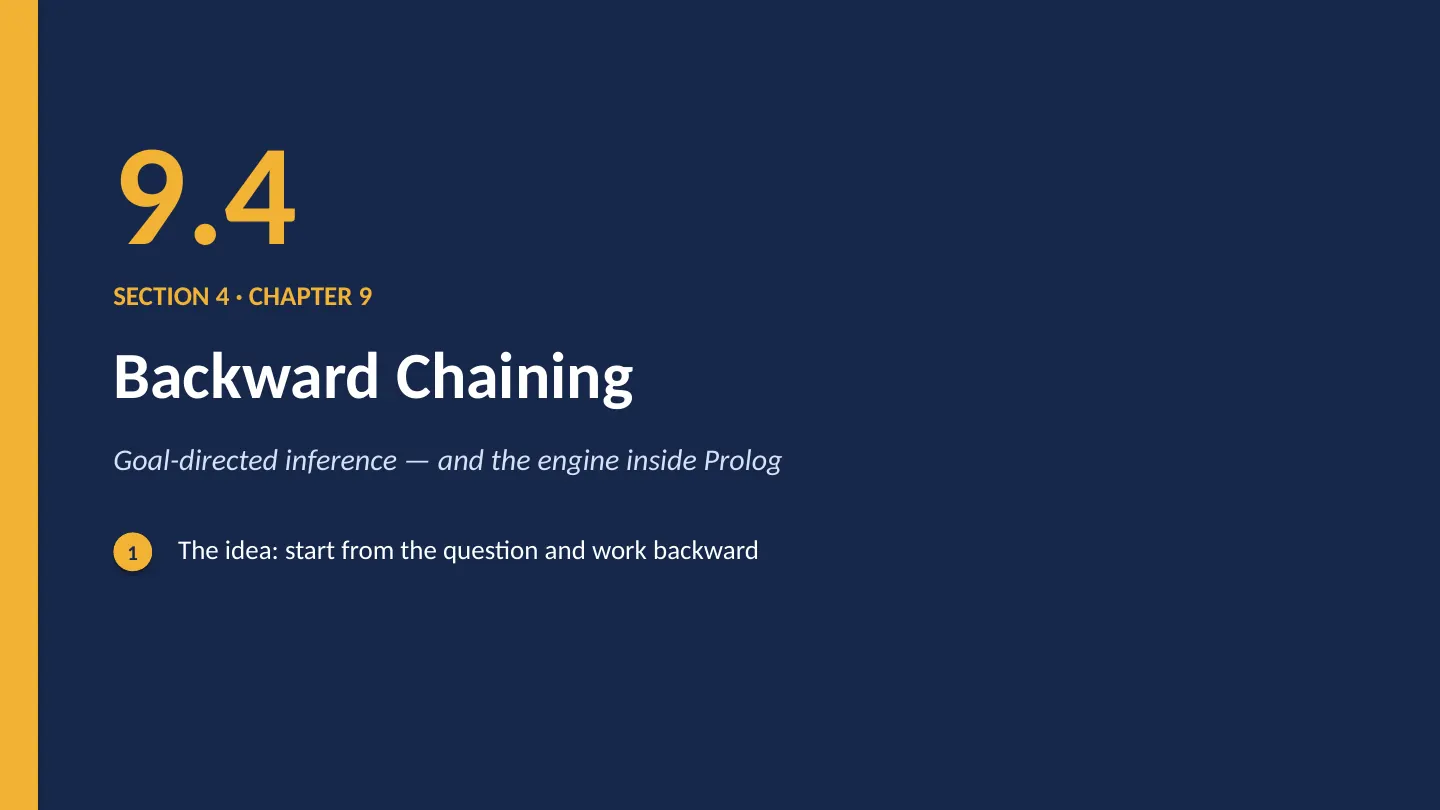 9.4
SECTION 4 · CHAPTER 9
Backward Chaining
Goal-directed inference — and the engine inside Prolog
1 The idea: start from the question and work backward